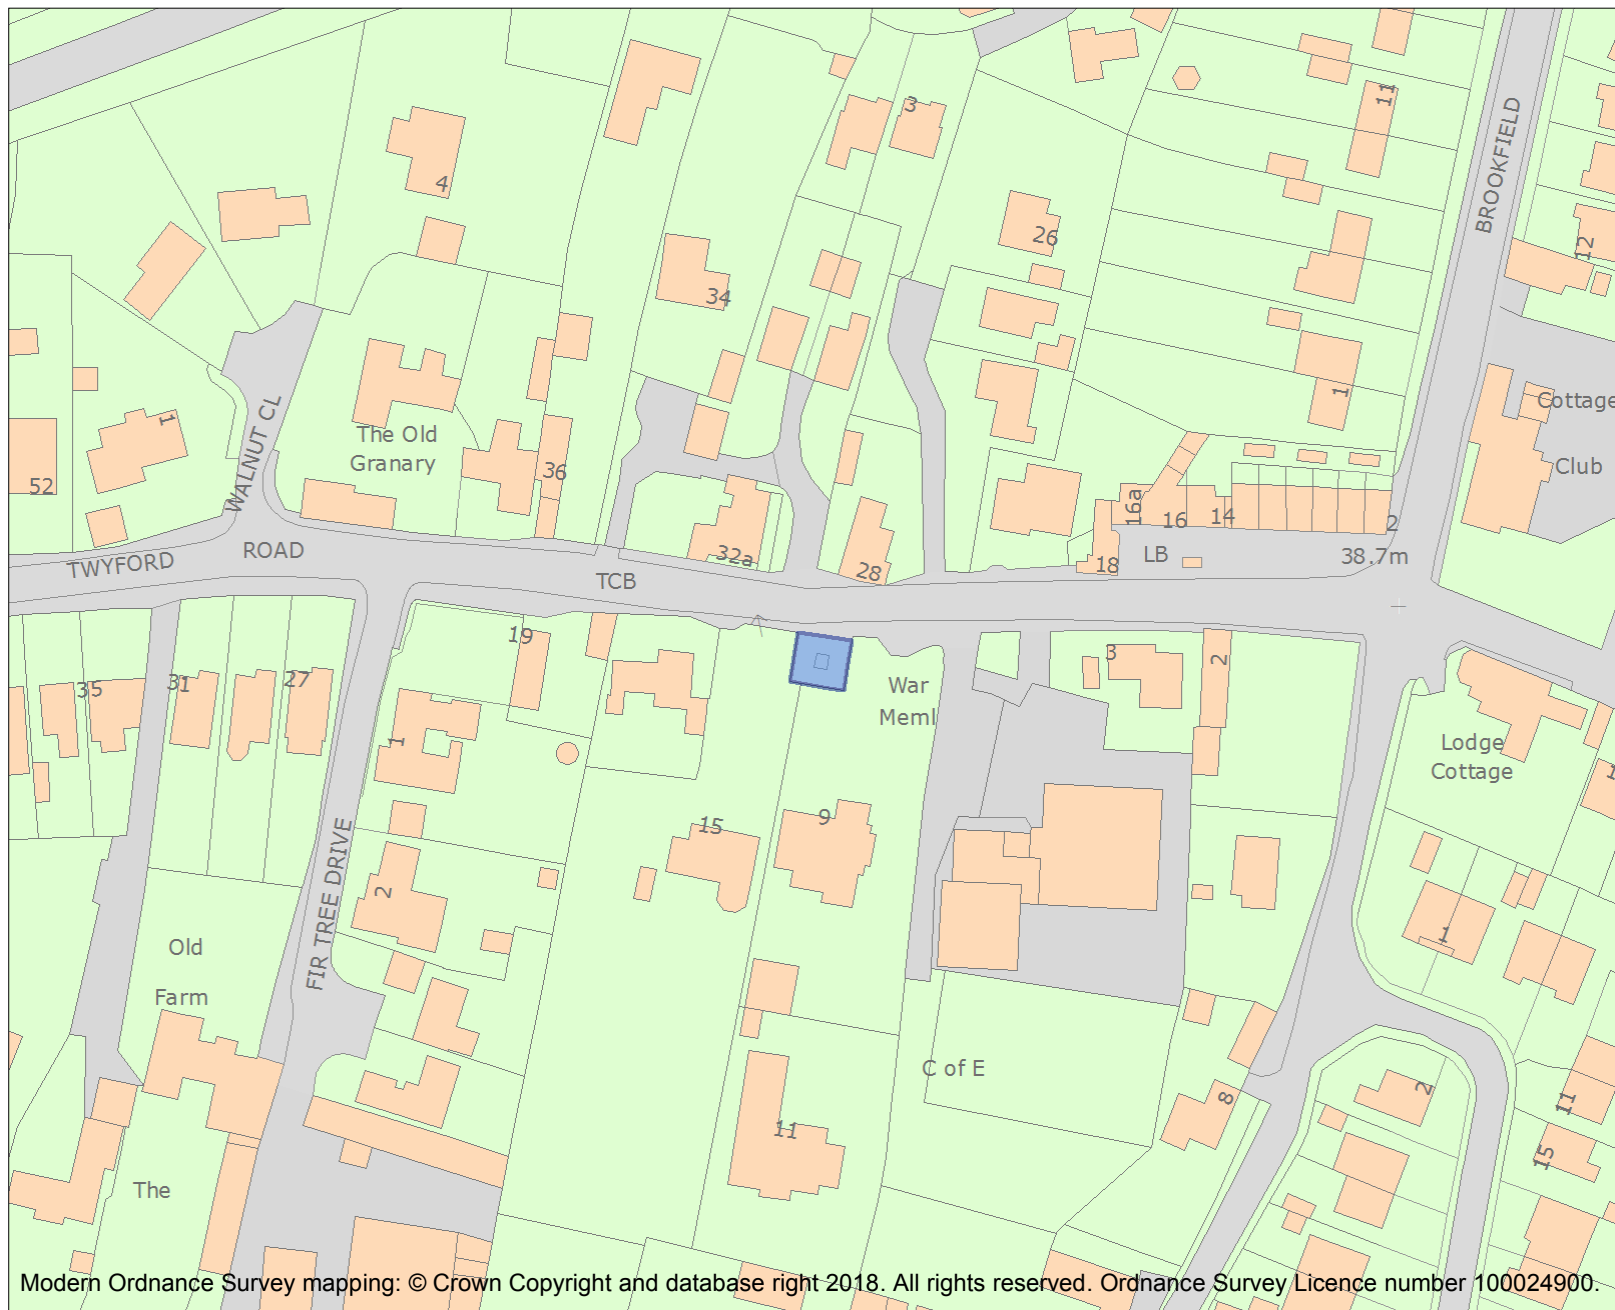 11
BROOKFIELD
3
4
26
12
34
1
Cottage
1
WALNUT CL
The Old
Granary
36
Club
52
16a
16
14
2
TWYFORD
ROAD
32a
28
18
LB
38.7m
TCB
19
3
2
35
31
27
War
Meml
1
Lodge
Cottage
15
9
FIR TREE DRIVE
2
1
Old
Farm
C of E
8
2
11
11
15
The
Modern Ordnance Survey mapping: © Crown Copyright and database right 2018. All rights reserved. Ordnance Survey Licence number 100024900.